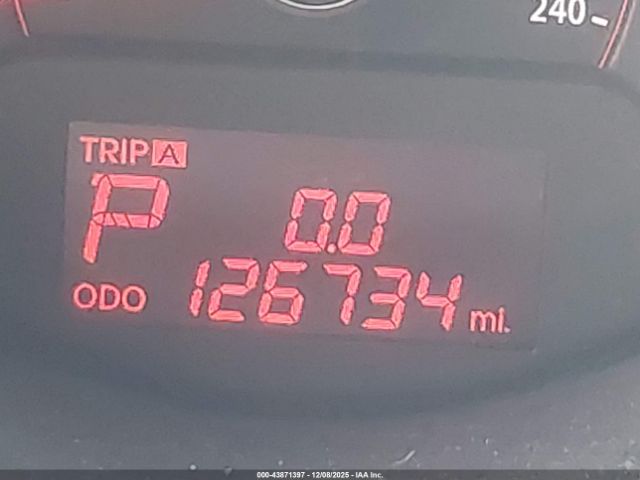 240
TRIP A
P 0.0
ODO 126734 mi.
000-43871397 - 12/08/2025 - IAA Inc.